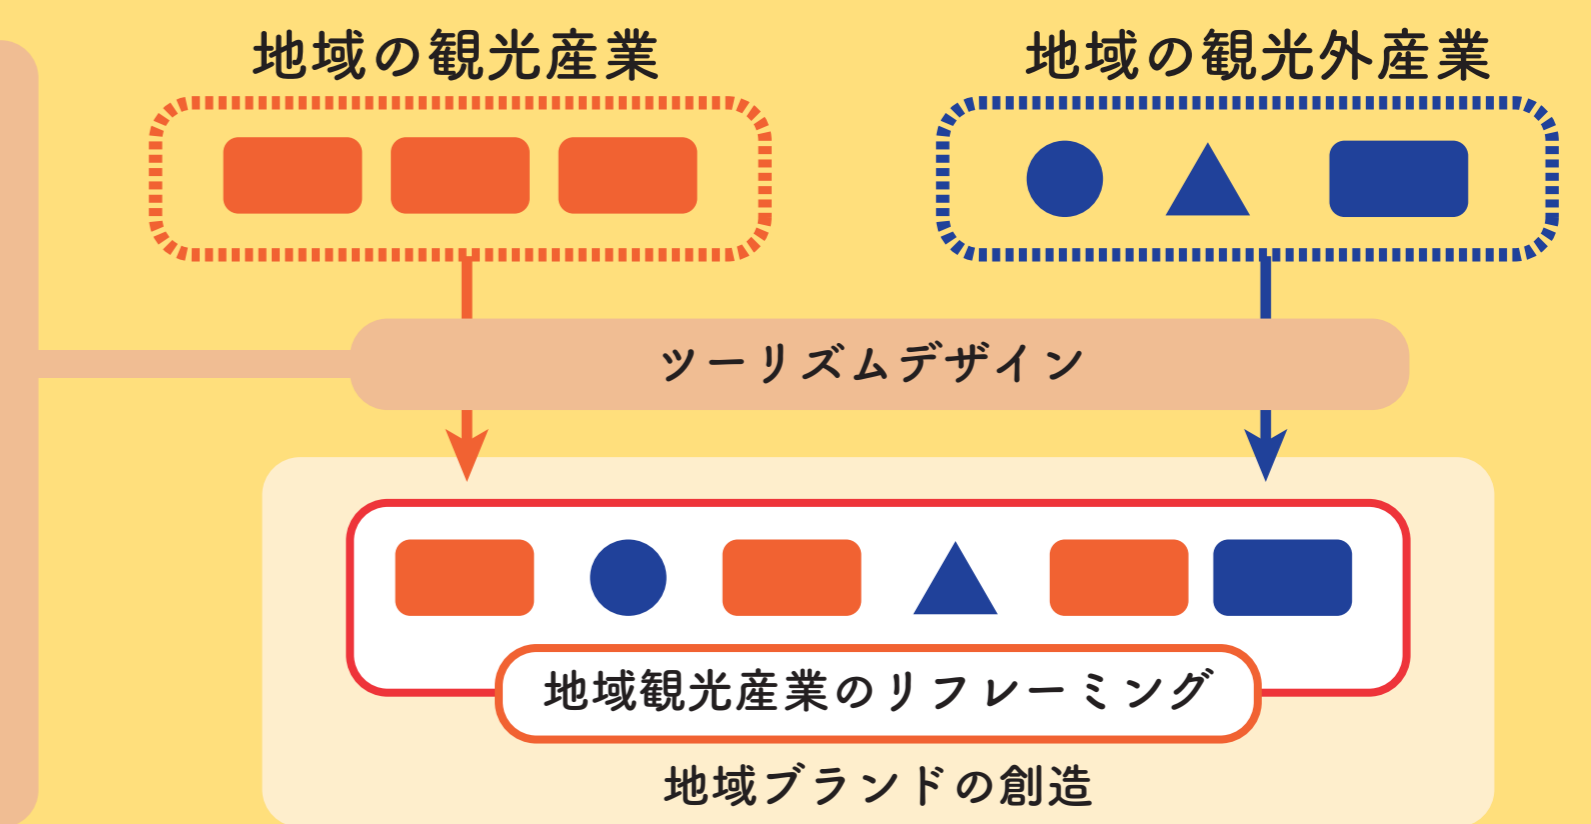 地域の観光産業
地域の観光外産業
ツーリズムデザイン
地域観光産業のリフレーミング
地域ブランドの創造